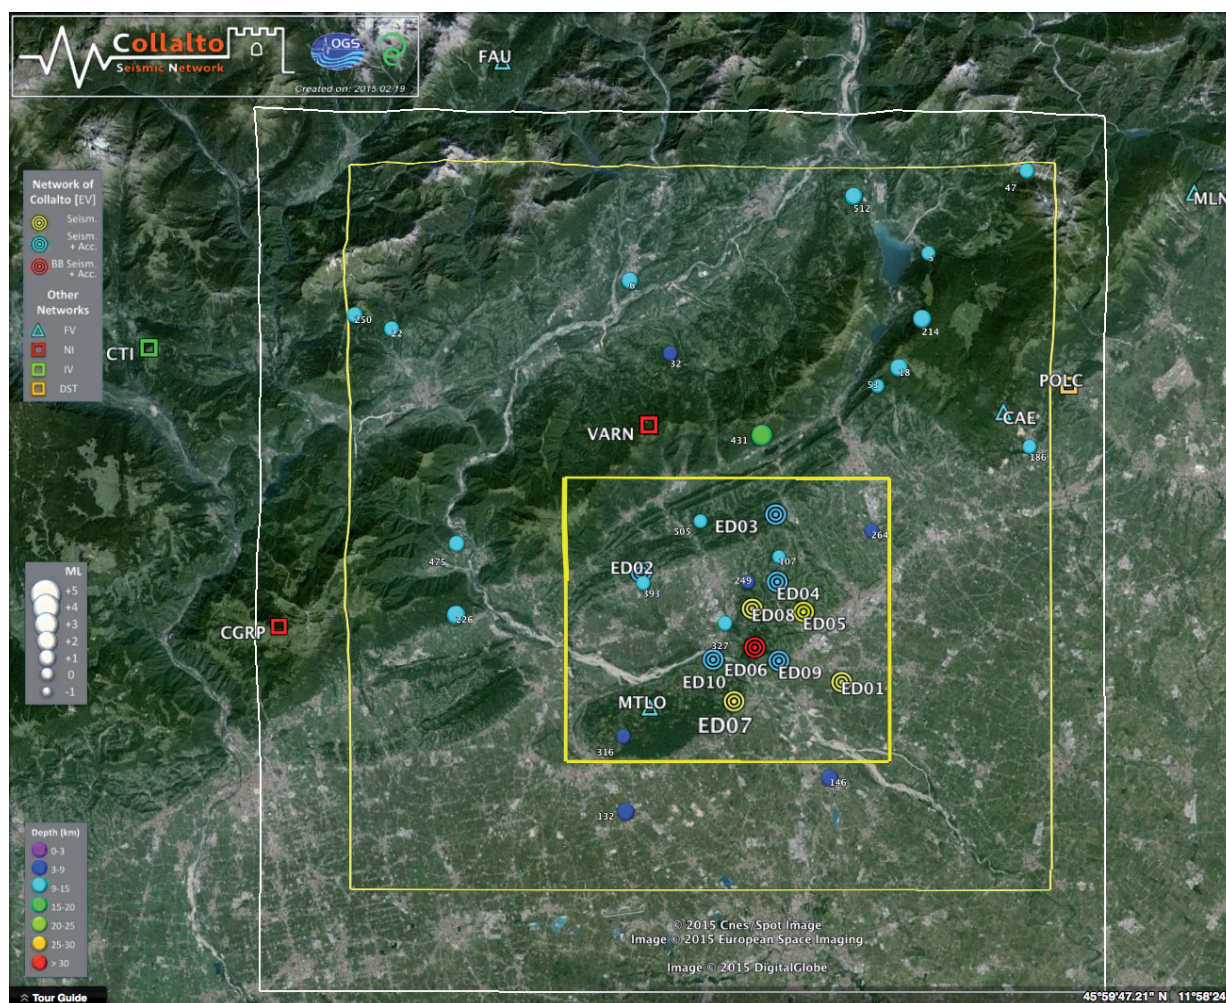 Collalto
Seismic Network
OGS
Created on: 2015.02.19
FAU
47
MLN
512
Network of
Collalto [EV]
Seism.
Seism.
+ Acc.
BB Seism.
+ Acc.
Other
Networks
FV
NI
IV
DST
5
6
250
22
214
CTI
32
18
53
POLC
CAE
VARN
431
186
505
ED03
264
475
107
ED02
393
249
ED04
ML
+5
+4
+3
+2
+1
0
-1
226
ED08
ED05
CGRP
327
ED06
ED09
ED10
ED01
MTLO
ED07
316
146
132
Depth (km)
0-3
3-9
9-15
15-20
20-25
25-30
> 30
© 2015 Cnes/Spot Image
Image © 2015 European Space Imaging
Image © 2015 DigitalGlobe
Tour Guide
45°59'47.21" N 11°58'24